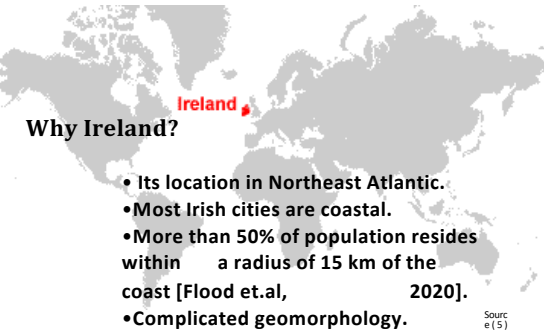 Ireland
Why Ireland?
• Its location in Northeast Atlantic.
•Most Irish cities are coastal.
•More than 50% of population resides
within a radius of 15 km of the
coast [Flood et.al, 2020].
•Complicated geomorphology.
Sourc
e ( 5 )